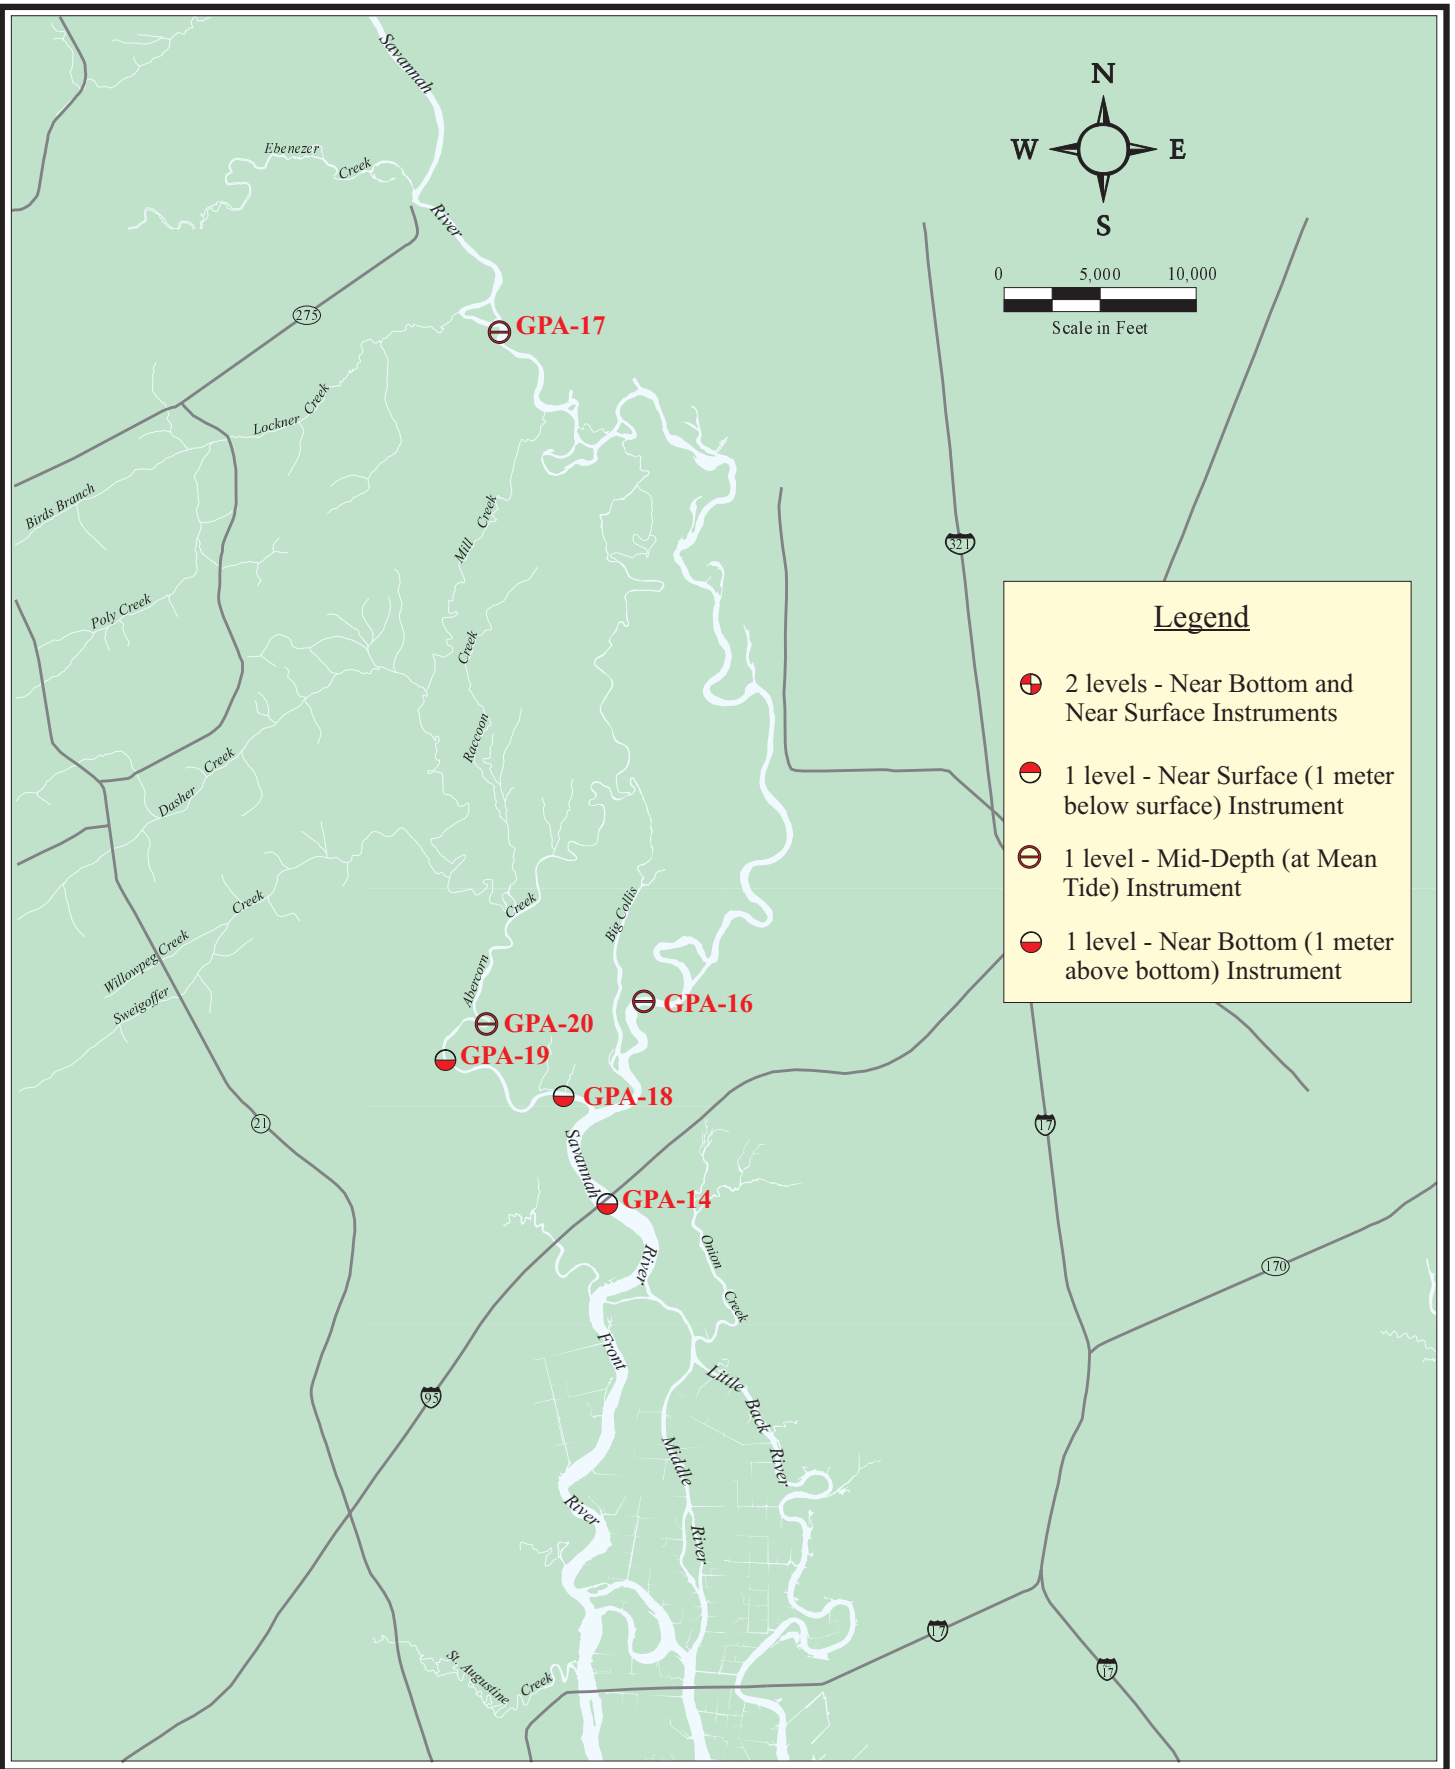 Savannah
N
W
E
S
Ebenezer
Creek
River
0
5,000
10,000
Scale in Feet
275
GPA-17
Lockner
Creek
Birds Branch
Mill
Creek
321
Poly Creek
Creek
Raccoon
Dasher
Creek
Legend
2 levels - Near Bottom and
Near Surface Instruments
1 level - Near Surface (1 meter
below surface) Instrument
1 level - Mid-Depth (at Mean
Tide) Instrument
1 level - Near Bottom (1 meter
above bottom) Instrument
Creek
Big Collis
Creek
Willowpeg
Creek
Abercorn
Sweigoffer
GPA-16
GPA-20
GPA-19
GPA-18
21
17
Savannah
GPA-14
River
Onion
Creek
170
Front
Little
Back
River
95
Middle
River
River
17
17
St. Augustine
Creek